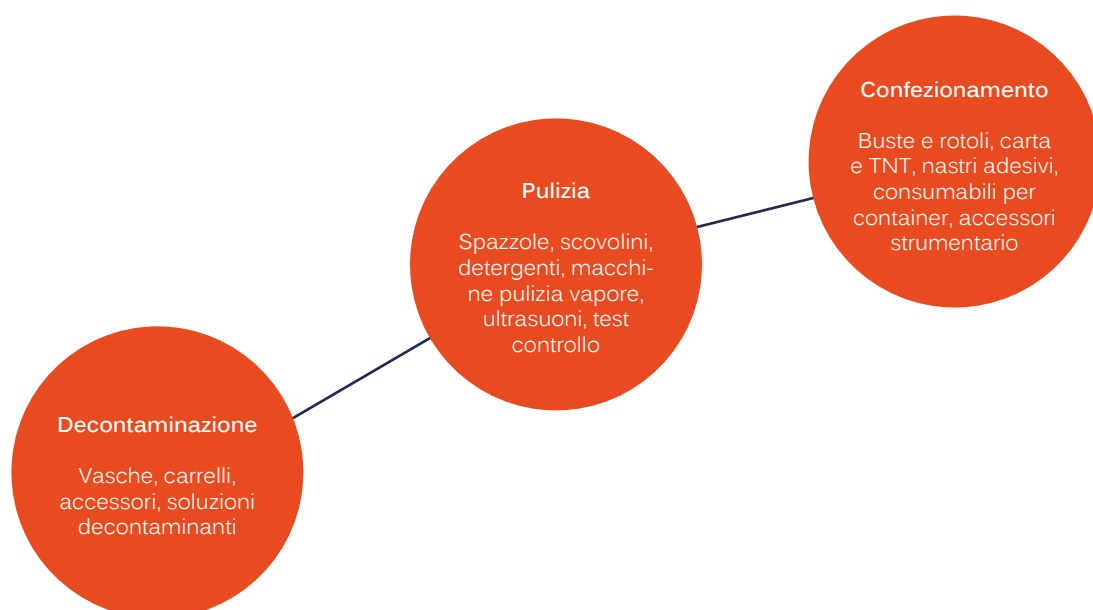 Confezionamento
Buste e rotoli, carta
e TNT, nastri adesivi,
consumabili per
container, accessori
strumentario
Pulizia
Spazzole, scovolini,
detergenti, macchi-
ne pulizia vapore,
ultrasuoni, test
controllo
Decontaminazione
Vasche, carrelli,
accessori, soluzioni
decontaminanti